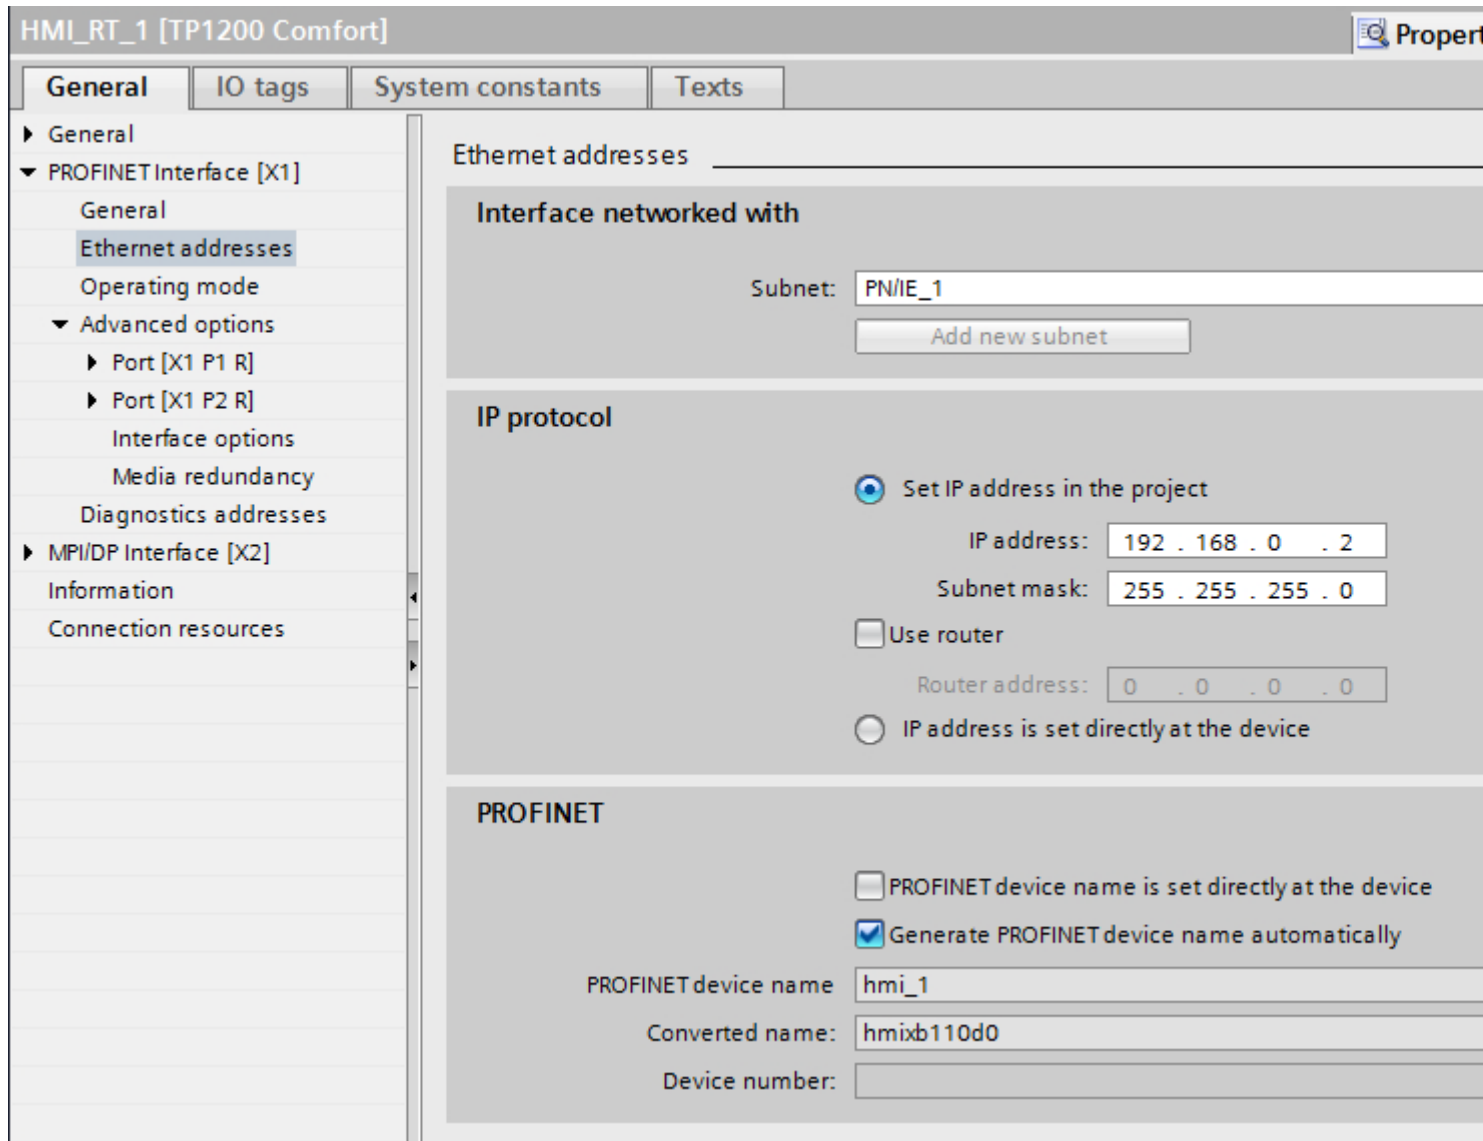 HMI_RT_1 [TP1200 Comfort]
Propert
General IO tags System constants Texts
General
PROFINET Interface [X1]
General
Ethernet addresses
Operating mode
Advanced options
Port [X1 P1 R]
Port [X1 P2 R]
Interface options
Media redundancy
Diagnostics addresses
MPI/DP Interface [X2]
Information
Connection resources
Ethernet addresses
Interface networked with
Subnet: PN/IE_1
Add new subnet
IP protocol
Set IP address in the project
IP address: 192 . 168 . 0 . 2
Subnet mask: 255 . 255 . 255 . 0
Use router
Router address: 0 . 0 . 0 . 0
IP address is set directly at the device
PROFINET
PROFINET device name is set directly at the device
Generate PROFINET device name automatically
PROFINET device name hmi_1
Converted name: hmixb110d0
Device number: